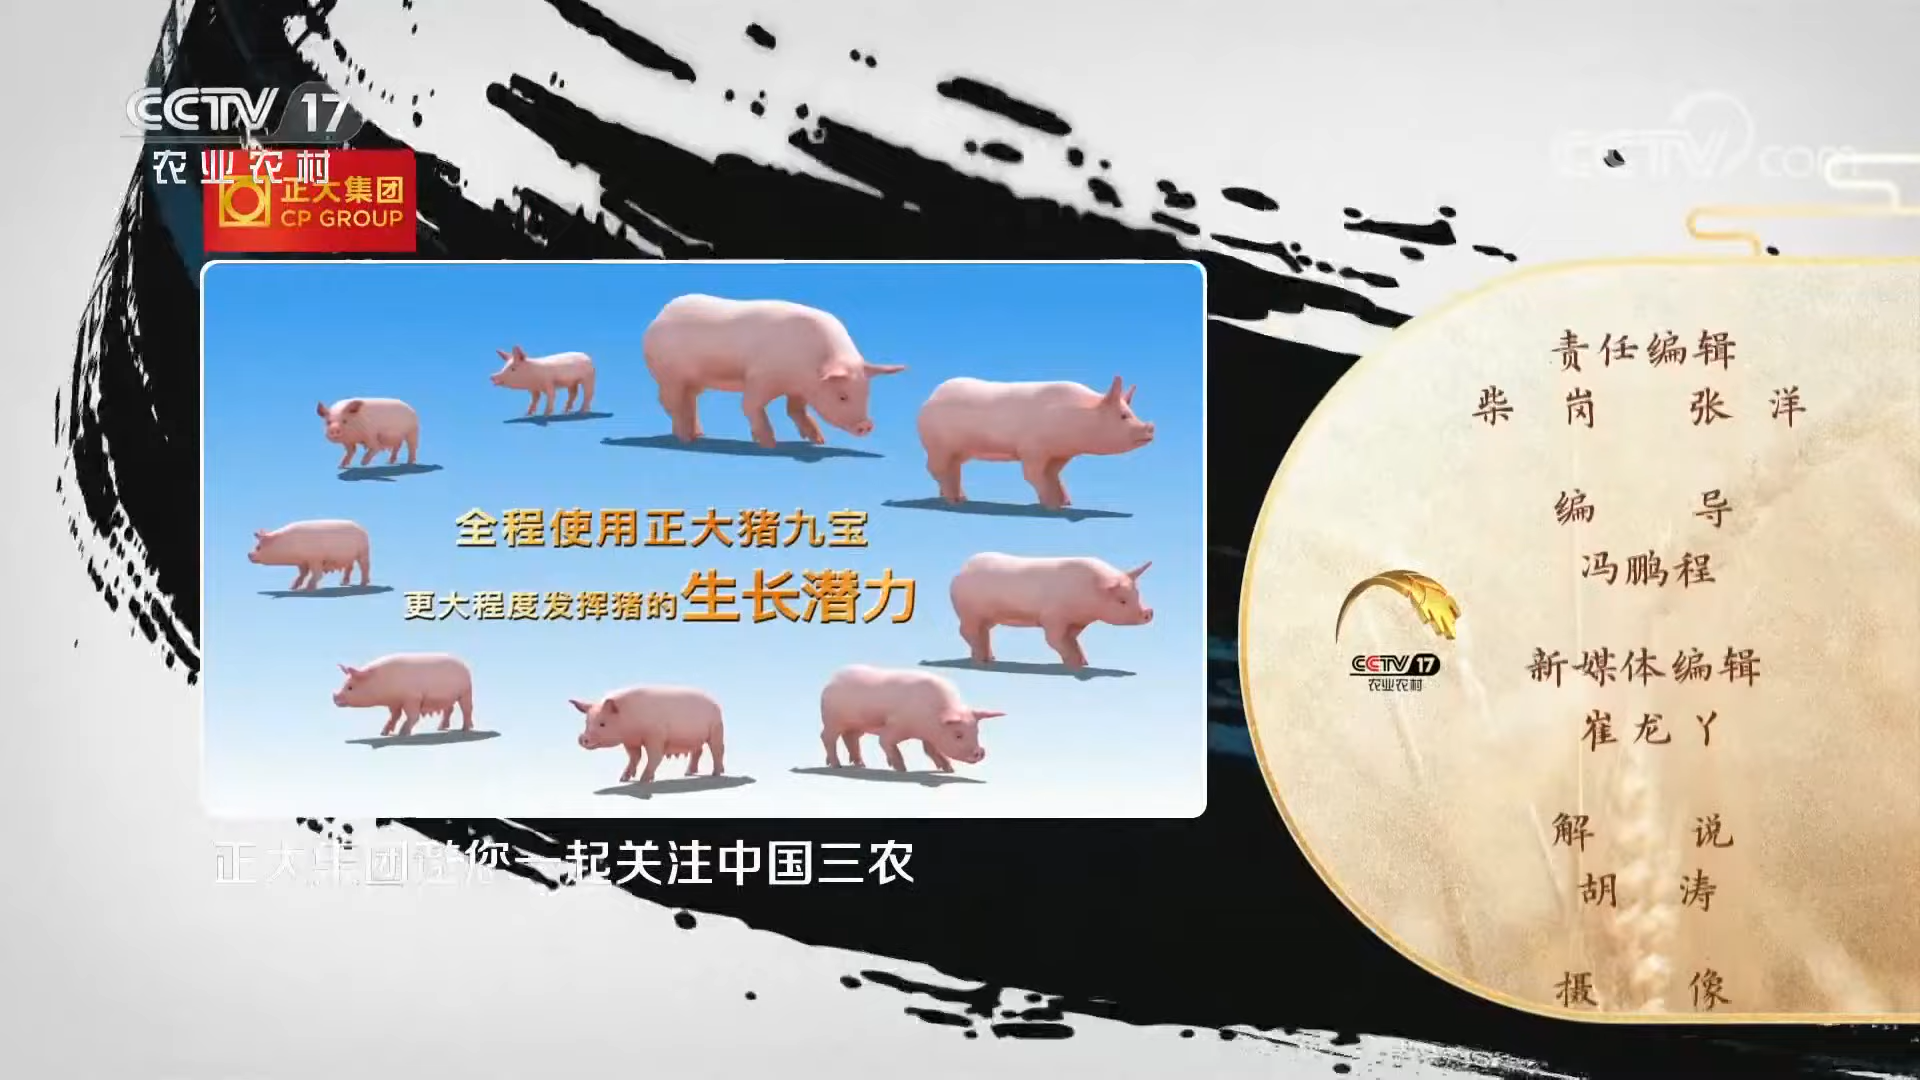 CCTV 17
农业农村
CCTV.com
正大集团
CP GROUP
全程使用正大猪九宝
更大程度发挥猪的生长潜力
正大集团邀您一起关注中国三农
CCTV 17
农业农村
责任编辑
柴岗 张洋
编导
冯鹏程
新媒体编辑
崔龙丫
解说
胡涛
摄像